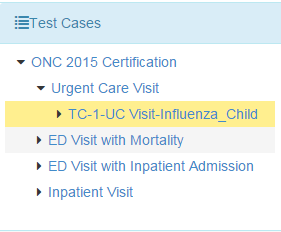 Test Cases
ONC 2015 Certification
Urgent Care Visit
TC-1-UC Visit-Influenza_Child
ED Visit with Mortality
ED Visit with Inpatient Admission
Inpatient Visit